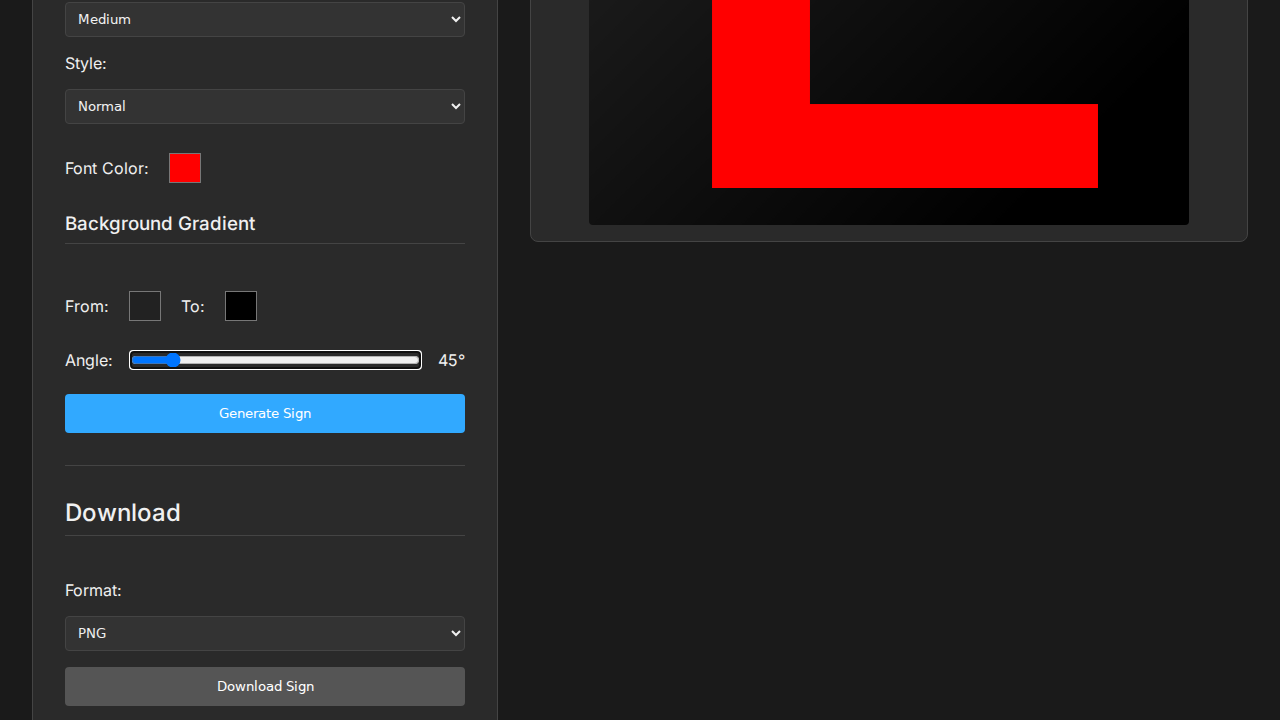 Medium
Style:
Normal
Font Color:
Background Gradient
From: To:
Angle: 45°
Generate Sign
Download
Format:
PNG
Download Sign